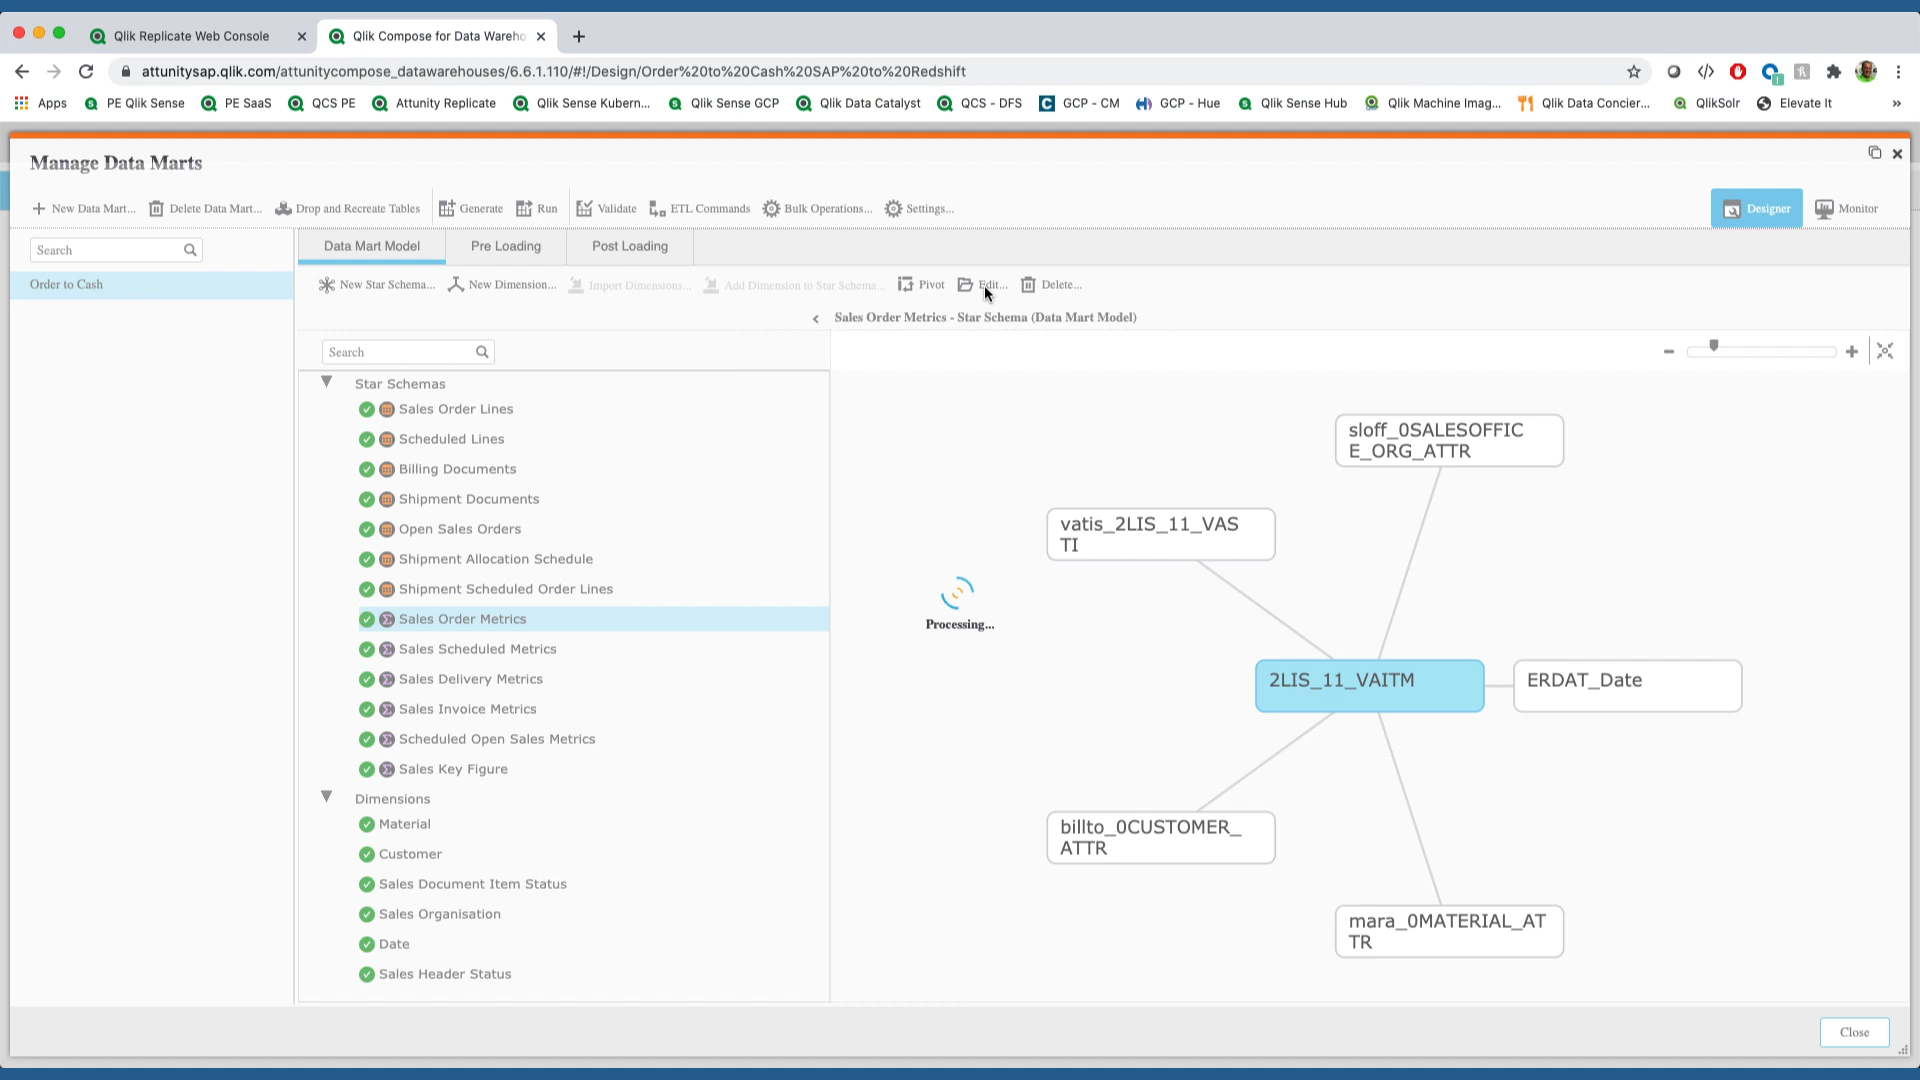 Qlik Replicate Web Console
Qlik Compose for Data Wareho
attunitysap.qlik.com/attunitycompose_datawarehouses/6.6.1.110/#!/Design/Order%20to%20Cash%20SAP%20to%20Redshift
Apps PE Qlik Sense PE SaaS QCS PE Attunity Replicate Qlik Sense Kubern... Qlik Sense GCP Qlik Data Catalyst QCS - DFS GCP - CM GCP - Hue Qlik Sense Hub Qlik Machine Imag... Qlik Data Concier... QlikSolr Elevate It »
Manage Data Marts
New Data Mart... Delete Data Mart... Drop and Recreate Tables Generate Run Validate ETL Commands Bulk Operations... Settings... Designer Monitor
Search
Order to Cash
Data Mart Model Pre Loading Post Loading
New Star Schema... New Dimension... Import Dimensions... Add Dimension to Star Schema... Pivot Edit... Delete...
Sales Order Metrics - Star Schema (Data Mart Model)
Search
Star Schemas
Sales Order Lines
Scheduled Lines
Billing Documents
Shipment Documents
Open Sales Orders
Shipment Allocation Schedule
Shipment Scheduled Order Lines
Sales Order Metrics
Sales Scheduled Metrics
Sales Delivery Metrics
Sales Invoice Metrics
Scheduled Open Sales Metrics
Sales Key Figure
Dimensions
Material
Customer
Sales Document Item Status
Sales Organisation
Date
Sales Header Status
sloff_0SALESOFFIC
E_ORG_ATTR
vatis_2LIS_11_VAS
TI
Processing...
2LIS_11_VAITM
ERDAT_Date
billto_0CUSTOMER_
ATTR
mara_0MATERIAL_AT
TR
Close